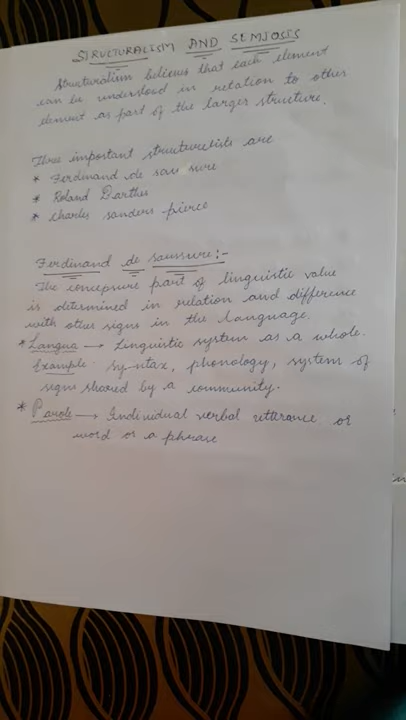 STRUCTURALISM AND SEMIOSIS
Structuralism believes that each element
can be understood in relation to other
element as part of the larger structure.
Three important structuralists are
* Ferdinand de saussure
* Roland Barthes
* Charles sanders pierce
Ferdinand de saussure:-
The part of linguistic value
is determined in relation and difference
with other signs in the language.
* Langua → Linguistic system as a whole.
Example syntax, phonology, system of
signs shared by a community.
* Parole → Individual verbal utterance or
word or a phrase